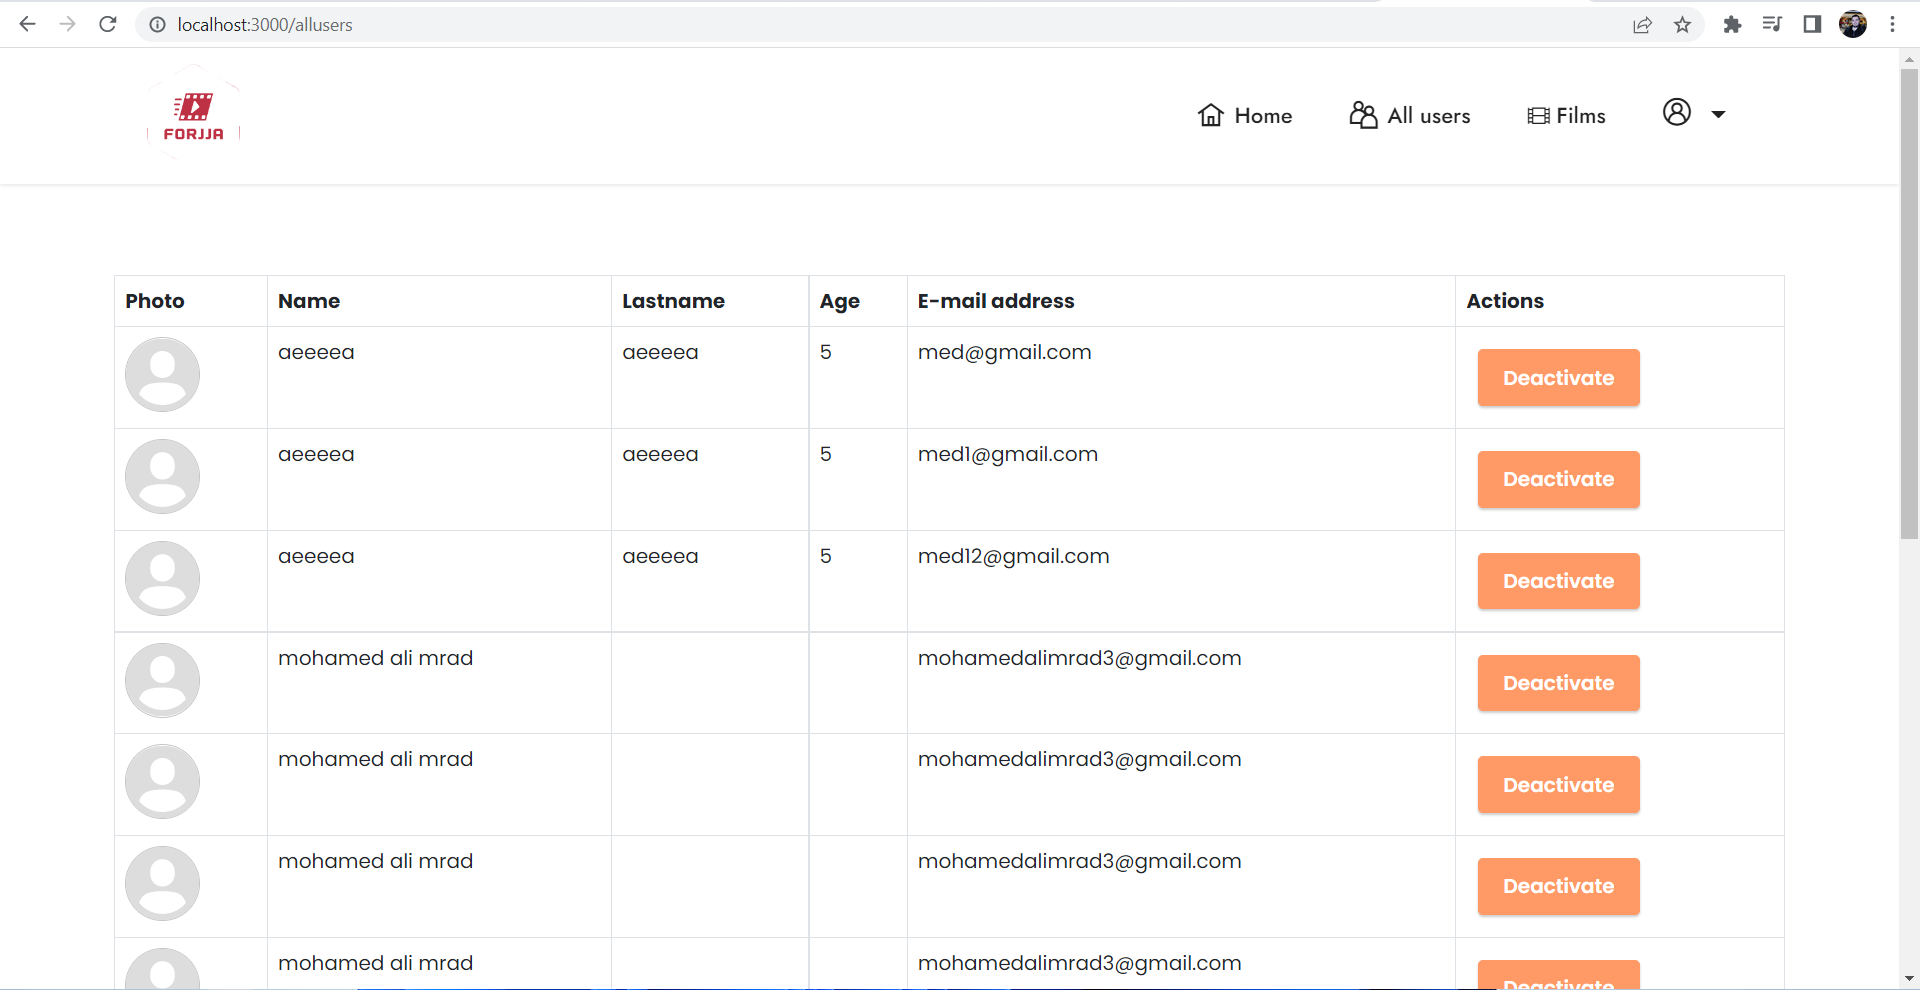 localhost:3000/allusers
FORJJA
Home All users Films
Photo Name Lastname Age E-mail address Actions
aeeeea aeeeea 5 med@gmail.com Deactivate
aeeeea aeeeea 5 med1@gmail.com Deactivate
aeeeea aeeeea 5 med12@gmail.com Deactivate
mohamed ali mrad mohamedalimrad3@gmail.com Deactivate
mohamed ali mrad mohamedalimrad3@gmail.com Deactivate
mohamed ali mrad mohamedalimrad3@gmail.com Deactivate
mohamed ali mrad mohamedalimrad3@gmail.com Deactivate